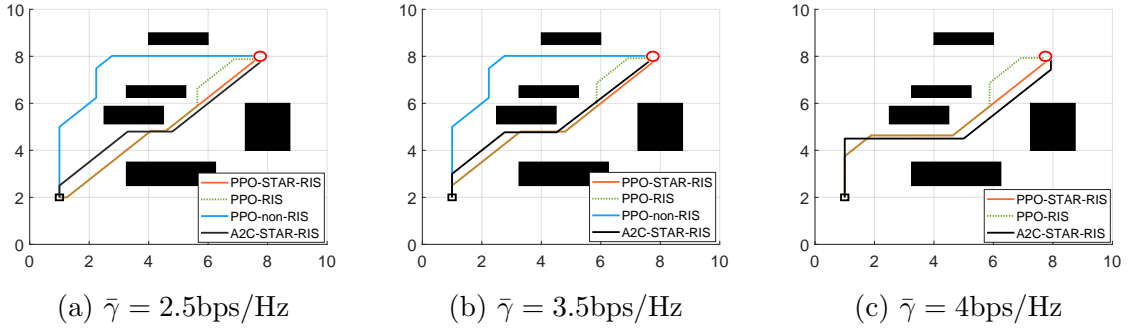 10
8
6
4
2
0
PPO-STAR-RIS
PPO-RIS
PPO-non-RIS
A2C-STAR-RIS
0 2 4 6 8 10
(a) γ̄ = 2.5bps/Hz
10
8
6
4
2
0
PPO-STAR-RIS
PPO-RIS
PPO-non-RIS
A2C-STAR-RIS
0 2 4 6 8 10
(b) γ̄ = 3.5bps/Hz
10
8
6
4
2
0
PPO-STAR-RIS
PPO-RIS
A2C-STAR-RIS
0 2 4 6 8 10
(c) γ̄ = 4bps/Hz